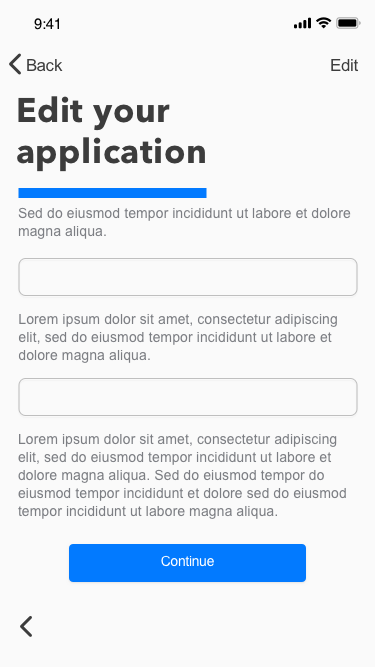 9:41
Back
Edit
Edit your
application
Sed do eiusmod tempor incididunt ut labore et dolore
magna aliqua.
Lorem ipsum dolor sit amet, consectetur adipiscing
elit, sed do eiusmod tempor incididunt ut labore et
dolore magna aliqua.
Lorem ipsum dolor sit amet, consectetur adipiscing
elit, sed do eiusmod tempor incididunt ut labore et
dolore magna aliqua. Sed do eiusmod tempor do
eiusmod tempor incididunt et dolore sed do eiusmod
tempor incididunt ut labore magna aliqua.
Continue